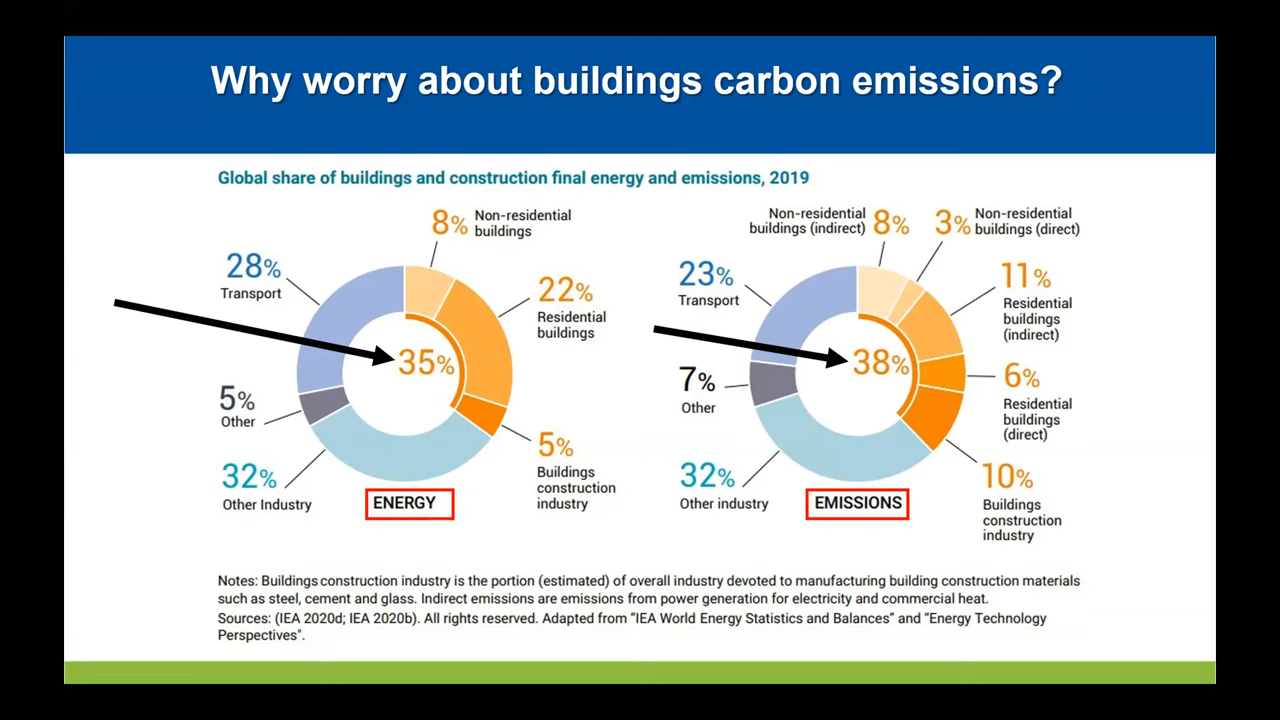 Why worry about buildings carbon emissions?
Global share of buildings and construction final energy and emissions, 2019
8% Non-residential
buildings
28%
Transport
22%
Residential
buildings
35%
5%
Other
5%
Buildings
construction
industry
32%
Other Industry
ENERGY
Non-residential
buildings (indirect) 8%
3% Non-residential
buildings (direct)
23%
Transport
11%
Residential
buildings
(indirect)
38%
7%
Other
6%
Residential
buildings
(direct)
32%
Other industry
10%
Buildings
construction
industry
EMISSIONS
Notes: Buildings construction industry is the portion (estimated) of overall industry devoted to manufacturing building construction materials
such as steel, cement and glass. Indirect emissions are emissions from power generation for electricity and commercial heat.
Sources: (IEA 2020d; IEA 2020b). All rights reserved. Adapted from “IEA World Energy Statistics and Balances” and “Energy Technology
Perspectives”.